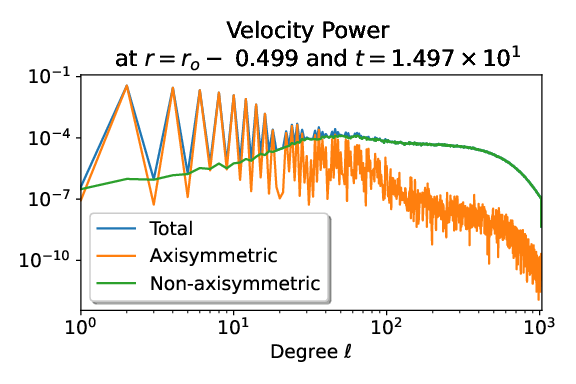 Velocity Power
at r = r_o − 0.499 and t = 1.497 × 10^1
10^−1
10^−4
10^−7
10^−10
Total
Axisymmetric
Non-axisymmetric
10^0 10^1 10^2 10^3
Degree ℓ